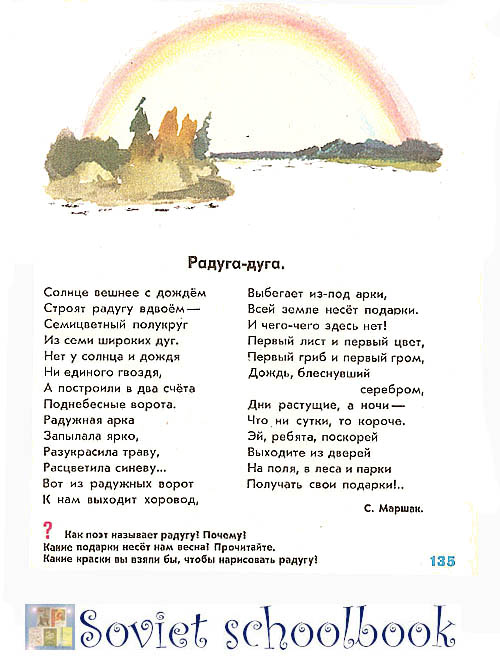 Радуга-дуга.
Солнце вешнее с дождём
Строят радугу вдвоём—
Семицветный полукруг
Из семи широких дуг.
Нет у солнца и дождя
Ни единого гвоздя,
А построили в два счёта
Поднебесные ворота.
Радужная арка
Запылала ярко,
Разукрасила траву,
Расцветила синеву...
Вот из радужных ворот
К нам выходит хоровод,
Выбегает из-под арки,
Всей земле несёт подарки.
И чего-чего здесь нет!
Первый лист и первый цвет,
Первый гриб и первый гром,
Дождь, блеснувший
серебром,
Дни растущие, а ночи—
Что ни сутки, то короче.
Эй, ребята, поскорей
Выходите из дверей
На поля, в леса и парки
Получать свои подарки!..
С. Маршак.
? Как поэт называет радугу? Почему?
Какие подарки несёт нам весна? Прочитайте.
Какие краски вы взяли бы, чтобы нарисовать радугу?
135
Soviet schoolbook